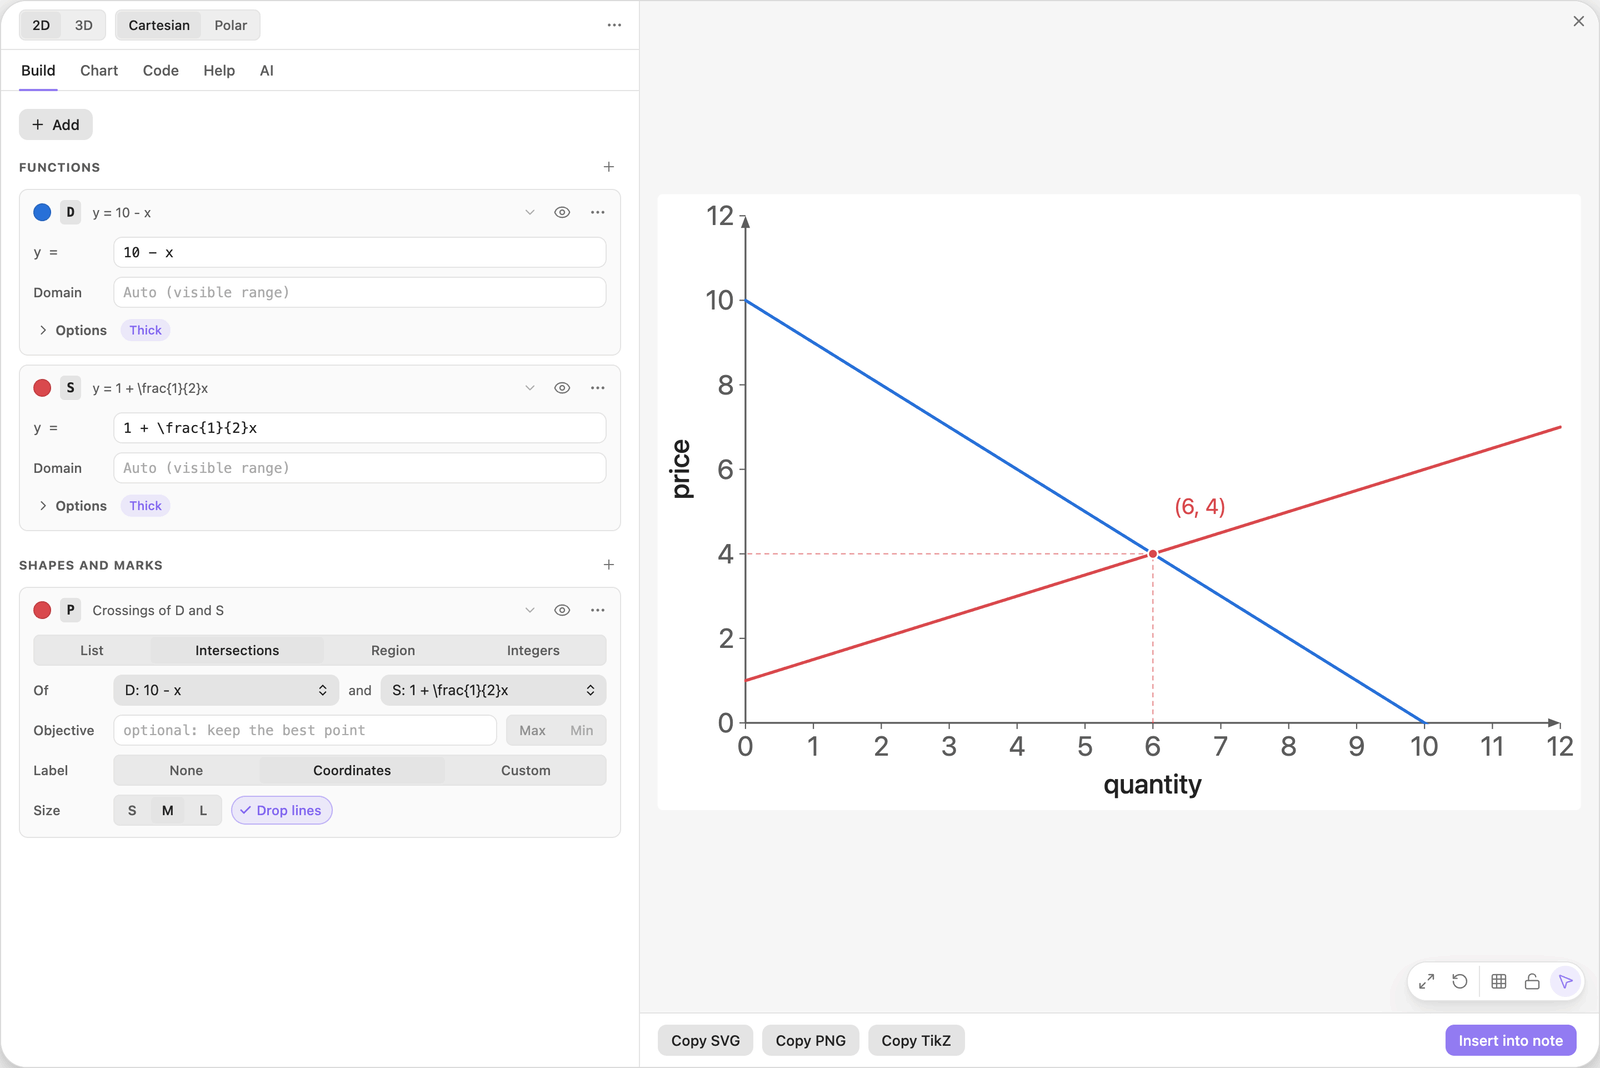 2D 3D Cartesian Polar
Build Chart Code Help AI
+ Add
FUNCTIONS
D y = 10 - x
y = 10 − x
Domain Auto (visible range)
Options Thick
S y = 1 + \frac{1}{2}x
y = 1 + \frac{1}{2}x
Domain Auto (visible range)
Options Thick
SHAPES AND MARKS
P Crossings of D and S
List Intersections Region Integers
Of D: 10 - x and S: 1 + \frac{1}{2}x
Objective optional: keep the best point Max Min
Label None Coordinates Custom
Size S M L Drop lines
12
10
8
6
4
2
0
price
(6, 4)
0 1 2 3 4 5 6 7 8 9 10 11 12
quantity
Copy SVG Copy PNG Copy TikZ Insert into note